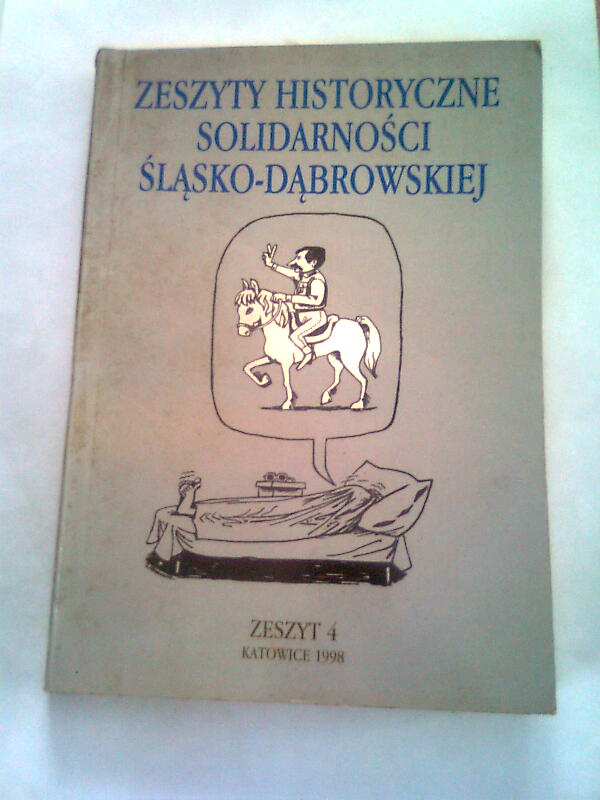 ZESZYTY HISTORYCZNE
SOLIDARNOŚCI
ŚLĄSKO-DĄBROWSKIEJ
ZESZYT 4
KATOWICE 1998